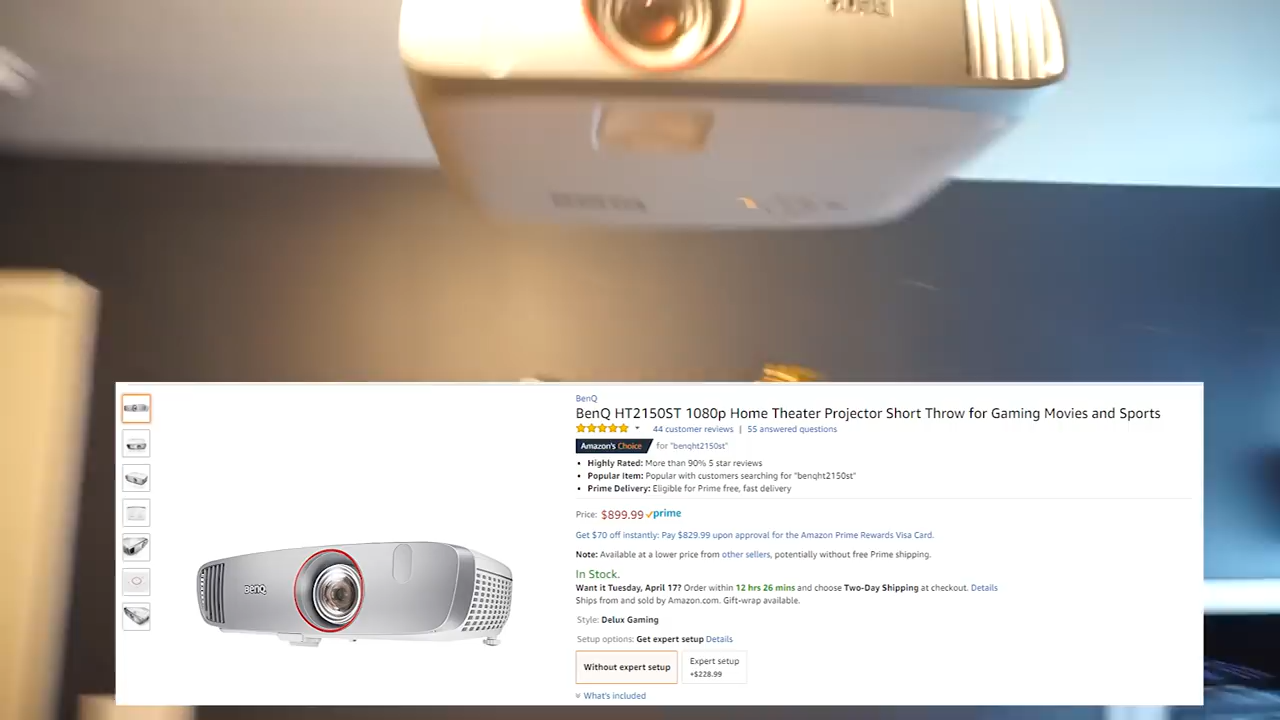 BenQ
BenQ HT2150ST 1080p Home Theater Projector Short Throw for Gaming Movies and Sports
44 customer reviews | 55 answered questions
Amazon's Choice for "benqht2150st"
Highly Rated: More than 90% 5 star reviews
Popular Item: Popular with customers searching for "benqht2150st"
Prime Delivery: Eligible for Prime free, fast delivery
Price: $899.99 prime
Get $70 off instantly: Pay $829.99 upon approval for the Amazon Prime Rewards Visa Card.
Note: Available at a lower price from other sellers, potentially without free Prime shipping.
In Stock.
Want it Tuesday, April 17? Order within 12 hrs 26 mins and choose Two-Day Shipping at checkout. Details
Ships from and sold by Amazon.com. Gift-wrap available.
Style: Delux Gaming
Setup options: Get expert setup Details
Without expert setup
Expert setup
+$228.99
What's included
BenQ